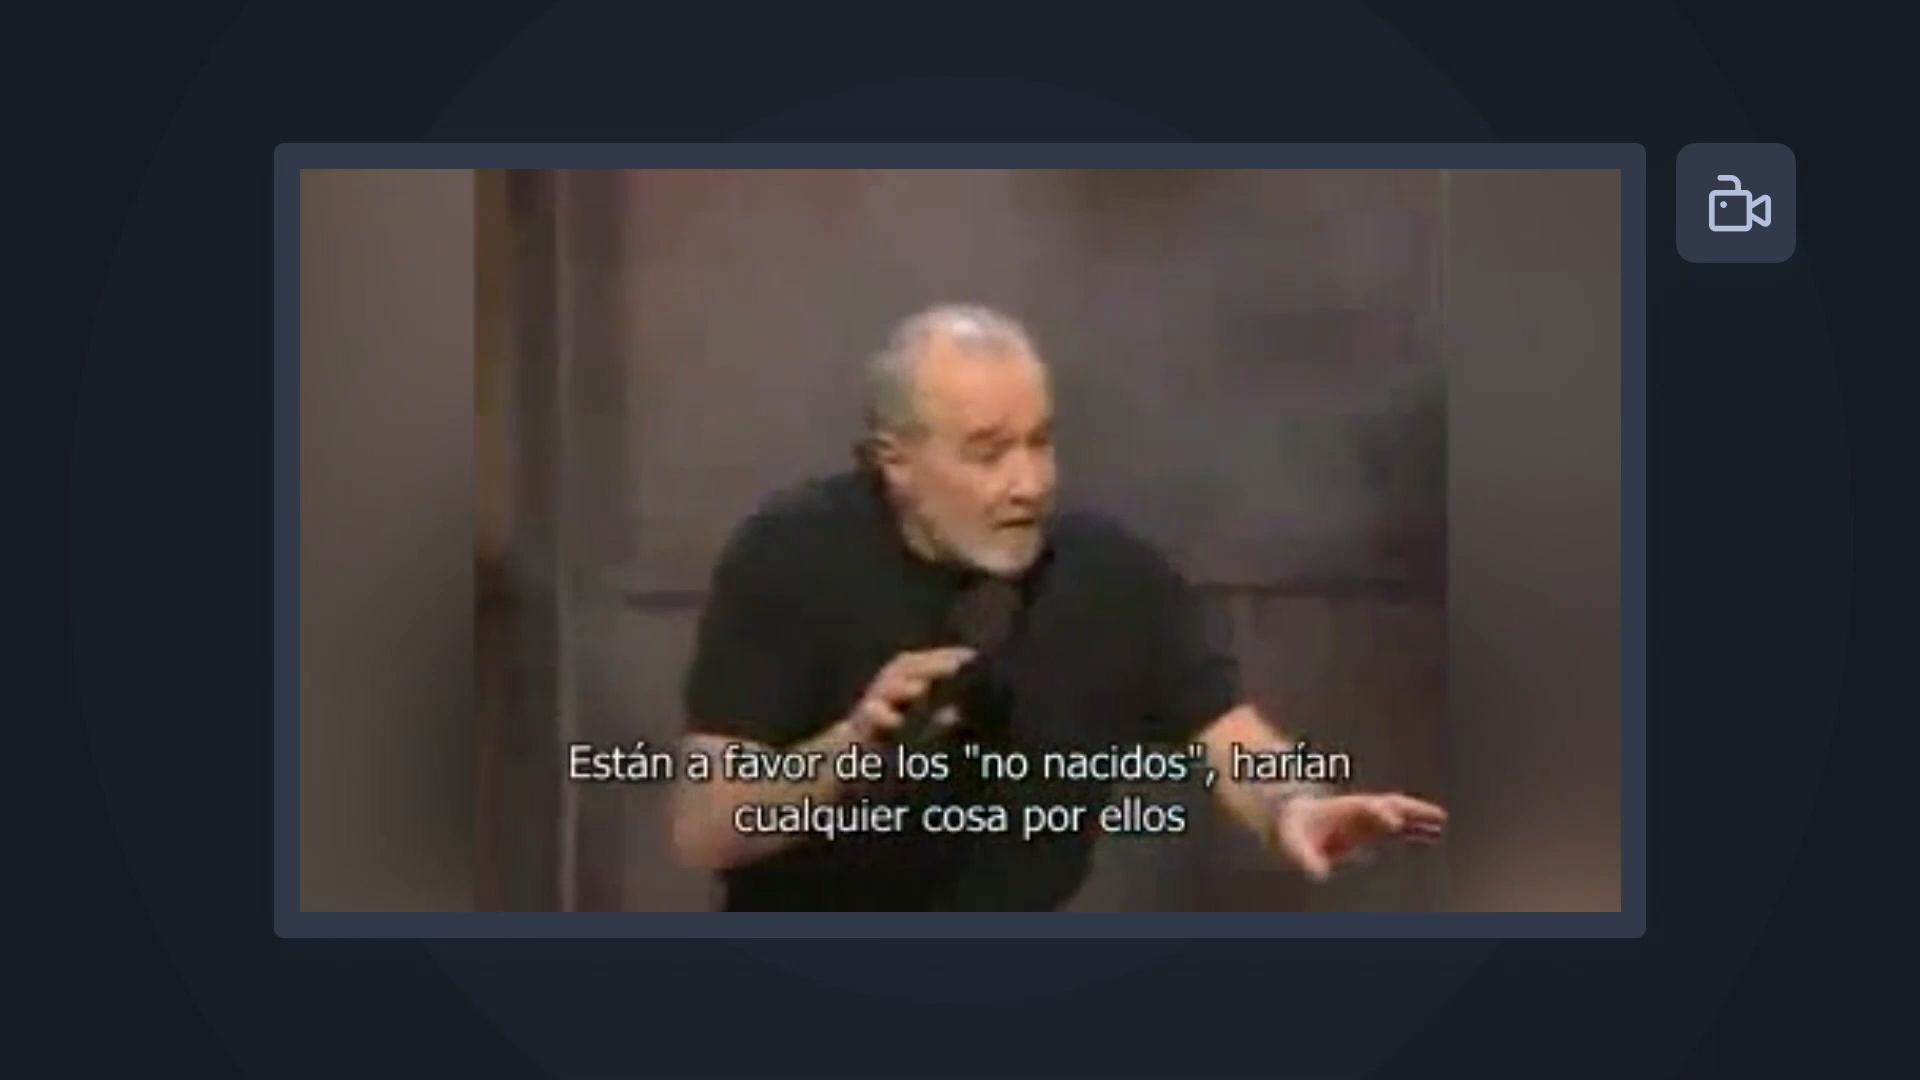 Están a favor de los "no nacidos", harían
cualquier cosa por ellos